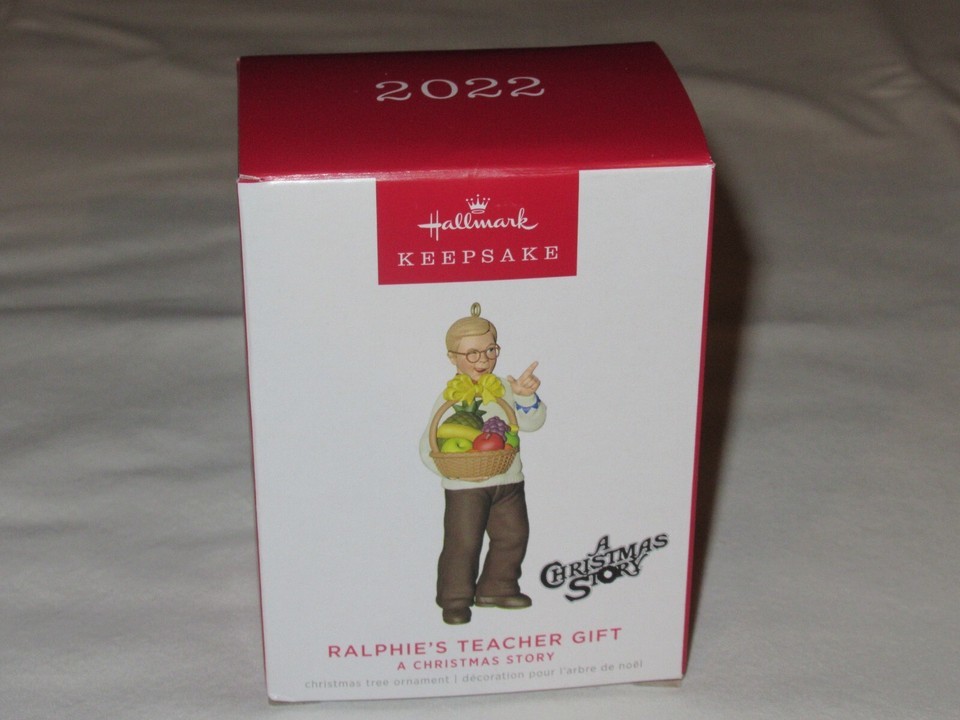 2022
Hallmark
KEEPSAKE
A
CHRISTMAS
STORY
RALPHIE'S TEACHER GIFT
A CHRISTMAS STORY
christmas tree ornament | décoration pour l'arbre de noël